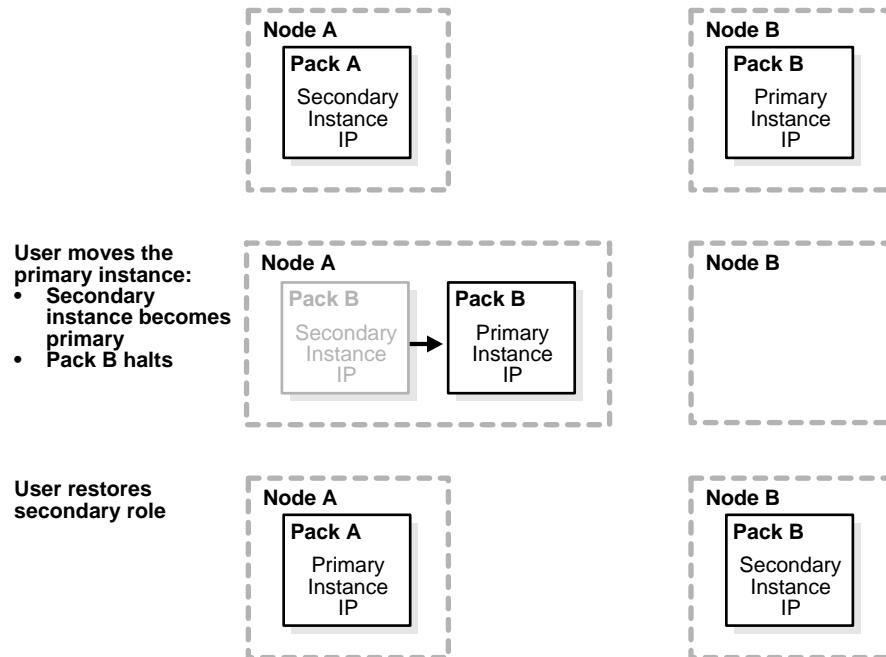 Node A
Pack A
Secondary
Instance
IP
Node B
Pack B
Primary
Instance
IP
User moves the
primary instance:
• Secondary
instance becomes
primary
• Pack B halts
Node A
Pack B
Secondary
Instance
IP
Pack B
Primary
Instance
IP
Node B
User restores
secondary role
Node A
Pack A
Primary
Instance
IP
Node B
Pack B
Secondary
Instance
IP